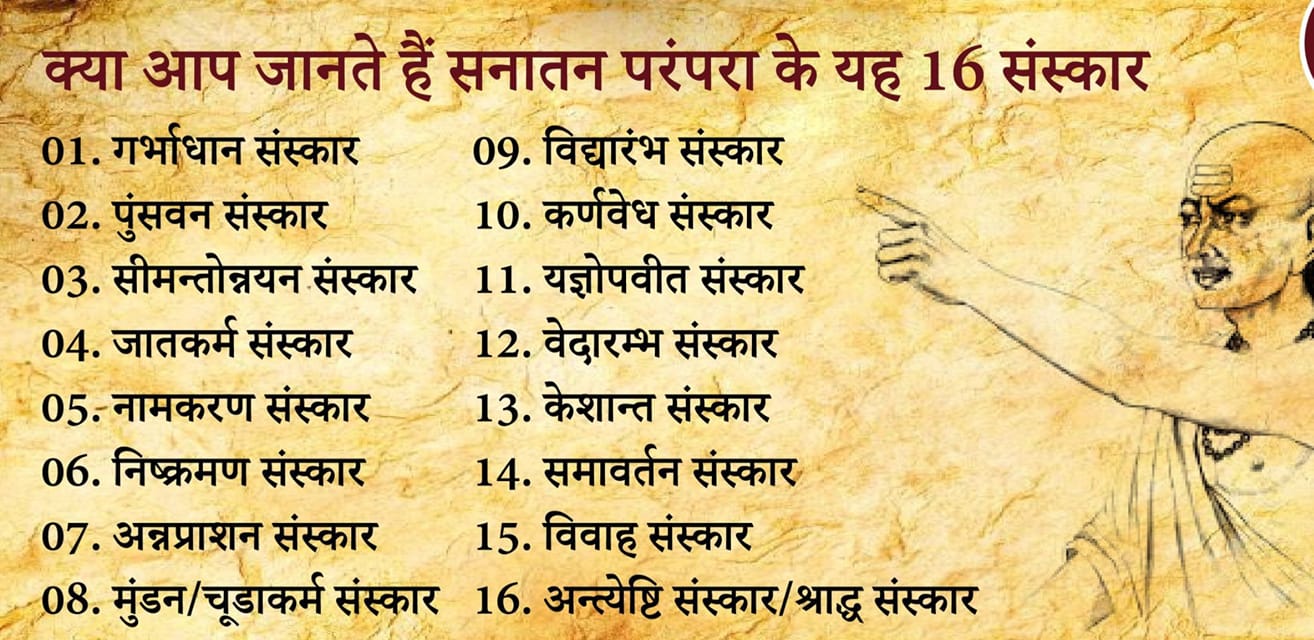 क्या आप जानते हैं सनातन परंपरा के यह 16 संस्कार
01. गर्भाधान संस्कार
02. पुंसवन संस्कार
03. सीमन्तोन्नयन संस्कार
04. जातकर्म संस्कार
05. नामकरण संस्कार
06. निष्क्रमण संस्कार
07. अन्नप्राशन संस्कार
08. मुंडन/चूडाकर्म संस्कार
09. विद्यारंभ संस्कार
10. कर्णवेध संस्कार
11. यज्ञोपवीत संस्कार
12. वेदारम्भ संस्कार
13. केशान्त संस्कार
14. समावर्तन संस्कार
15. विवाह संस्कार
16. अन्त्येष्टि संस्कार/श्राद्ध संस्कार